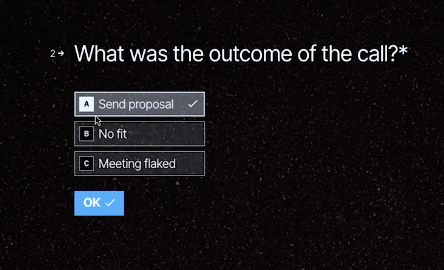 2→ What was the outcome of the call?*
A Send proposal
B No fit
C Meeting flaked
OK